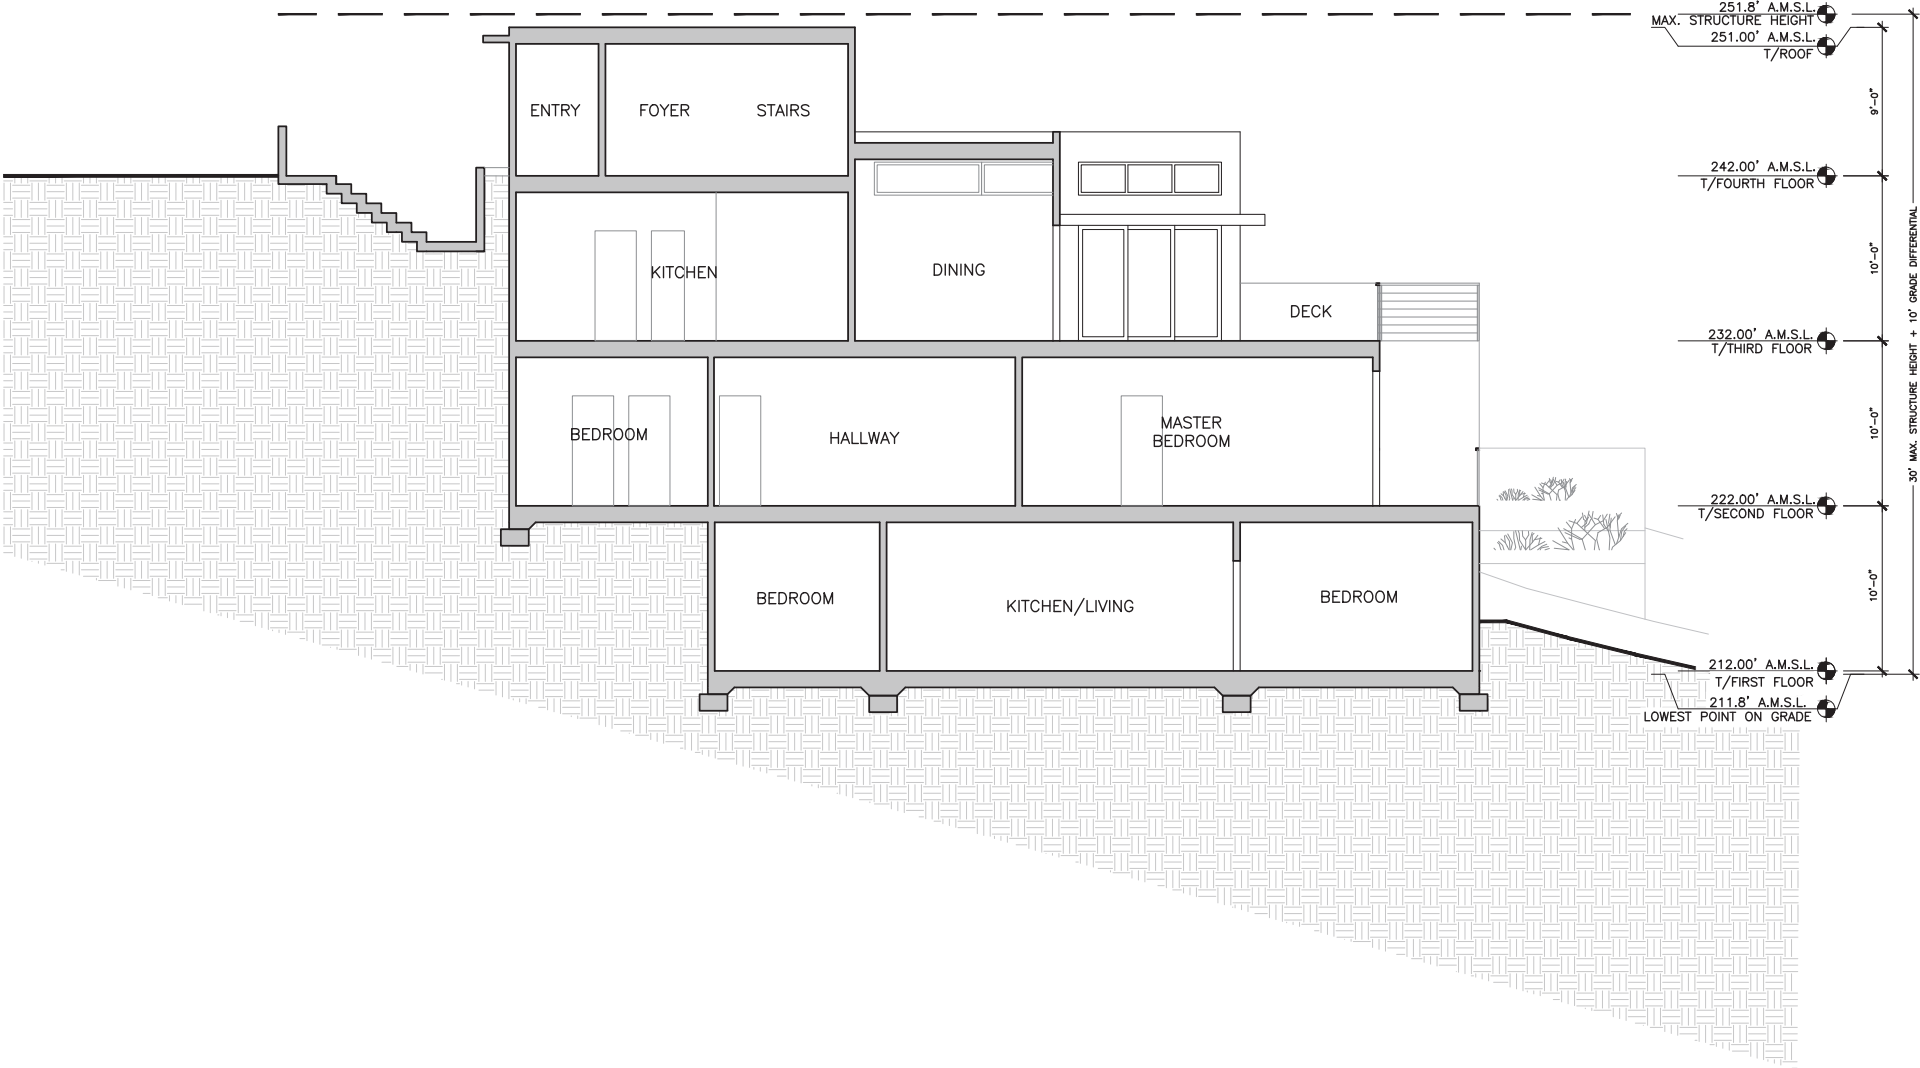 251.8' A.M.S.L.
MAX. STRUCTURE HEIGHT
251.00' A.M.S.L.
T/ROOF
ENTRY
FOYER
STAIRS
9'-0"
242.00' A.M.S.L.
T/FOURTH FLOOR
KITCHEN
DINING
DECK
10'-0"
232.00' A.M.S.L.
T/THIRD FLOOR
30' MAX. STRUCTURE HEIGHT + 10' GRADE DIFFERENTIAL
BEDROOM
HALLWAY
MASTER
BEDROOM
10'-0"
222.00' A.M.S.L.
T/SECOND FLOOR
BEDROOM
KITCHEN/LIVING
BEDROOM
10'-0"
212.00' A.M.S.L.
T/FIRST FLOOR
211.8' A.M.S.L.
LOWEST POINT ON GRADE